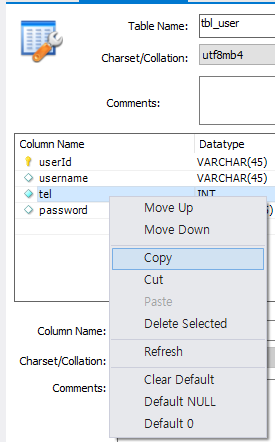 Table Name: tbl_user
Charset/Collation: utf8mb4
Comments:
Column Name Datatype
userId VARCHAR(45)
username VARCHAR(45)
tel INT
password
Move Up
Move Down
Copy
Cut
Paste
Delete Selected
Refresh
Clear Default
Default NULL
Default 0
Column Name:
Charset/Collation:
Comments: